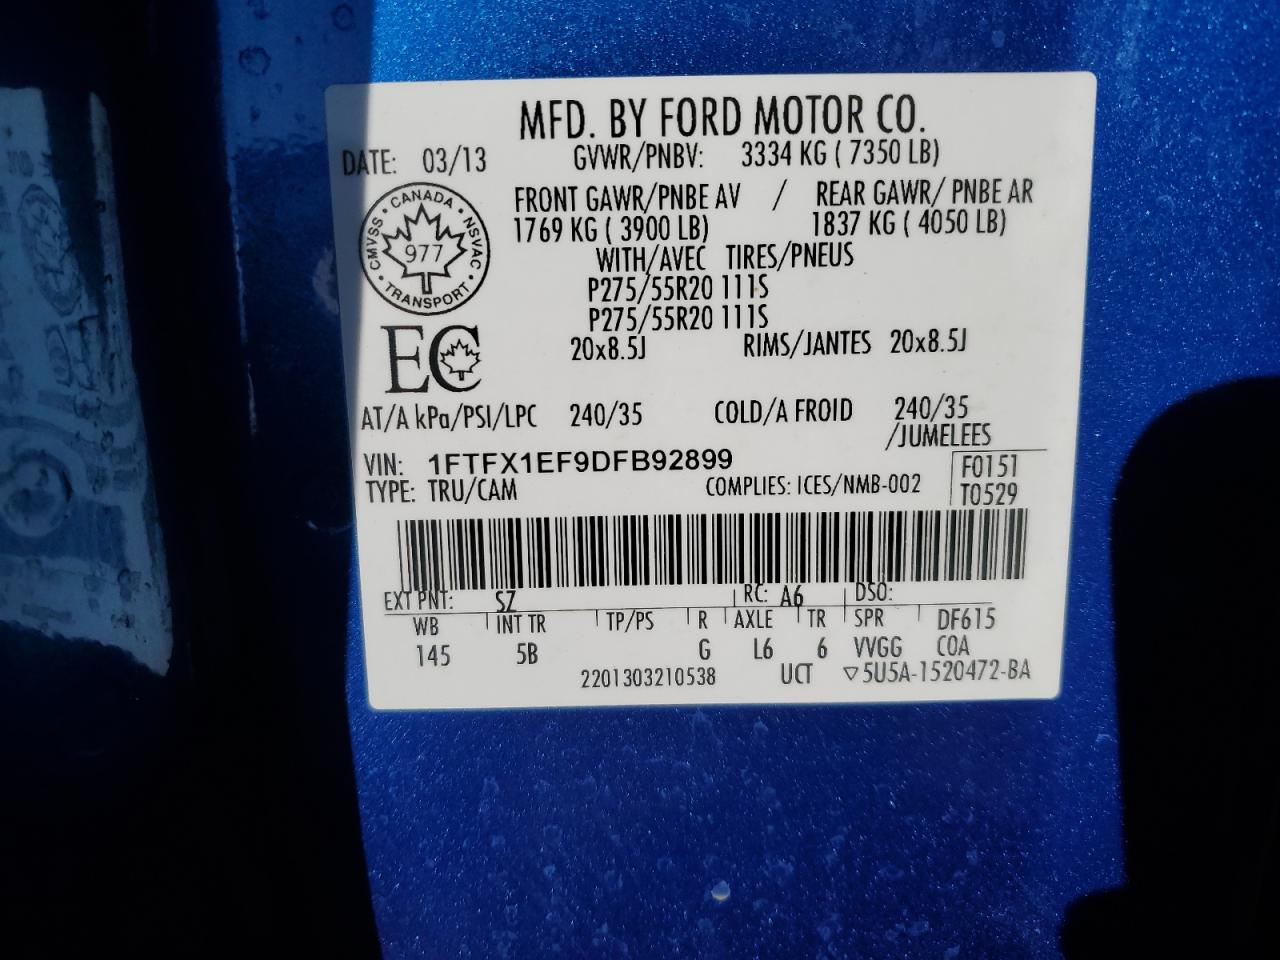 MFD. BY FORD MOTOR CO.
DATE: 03/13 GVWR/PNBV: 3334 KG ( 7350 LB)
FRONT GAWR/PNBE AV / REAR GAWR/ PNBE AR
1769 KG ( 3900 LB) 1837 KG ( 4050 LB)
WITH/AVEC TIRES/PNEUS
P275/55R20 111S
P275/55R20 111S
20x8.5J RIMS/JANTES 20x8.5J
CMVSS • CANADA • NSVAC • TRANSPORT •
977
EC
AT/A kPa/PSI/LPC 240/35 COLD/A FROID 240/35
/JUMELEES
VIN: 1FTFX1EF9DFB92899 F0151
TYPE: TRU/CAM COMPLIES: ICES/NMB-002 T0529
EXT PNT: SZ RC: A6 DSO:
WB INT TR TP/PS R AXLE TR SPR DF615
145 5B G L6 6 VVGG COA
2201303210538 UCT ▽5U5A-1520472-BA